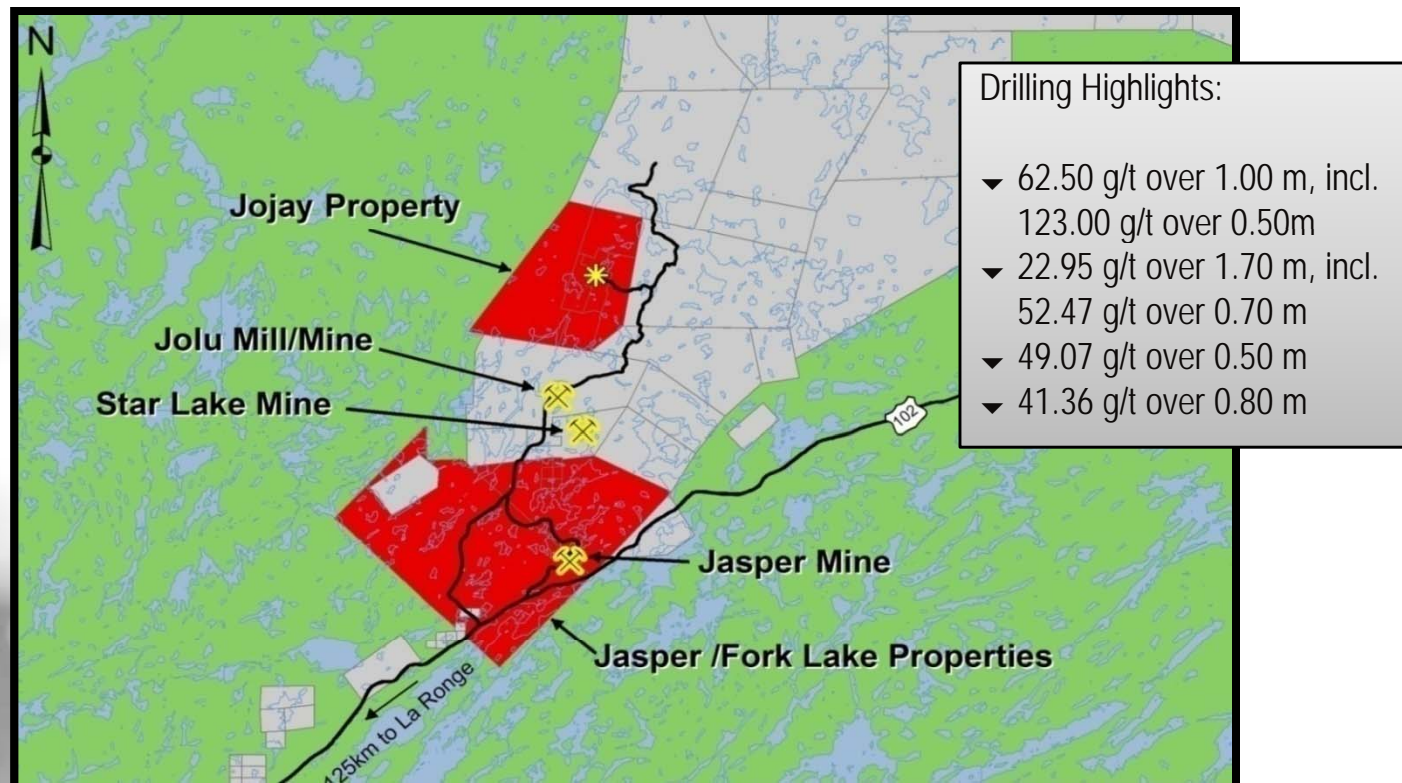 N
Drilling Highlights:
62.50 g/t over 1.00 m, incl.
123.00 g/t over 0.50m
22.95 g/t over 1.70 m, incl.
52.47 g/t over 0.70 m
49.07 g/t over 0.50 m
41.36 g/t over 0.80 m
Jojay Property
Jolu Mill/Mine
Star Lake Mine
102
Jasper Mine
Jasper /Fork Lake Properties
125km to La Ronge